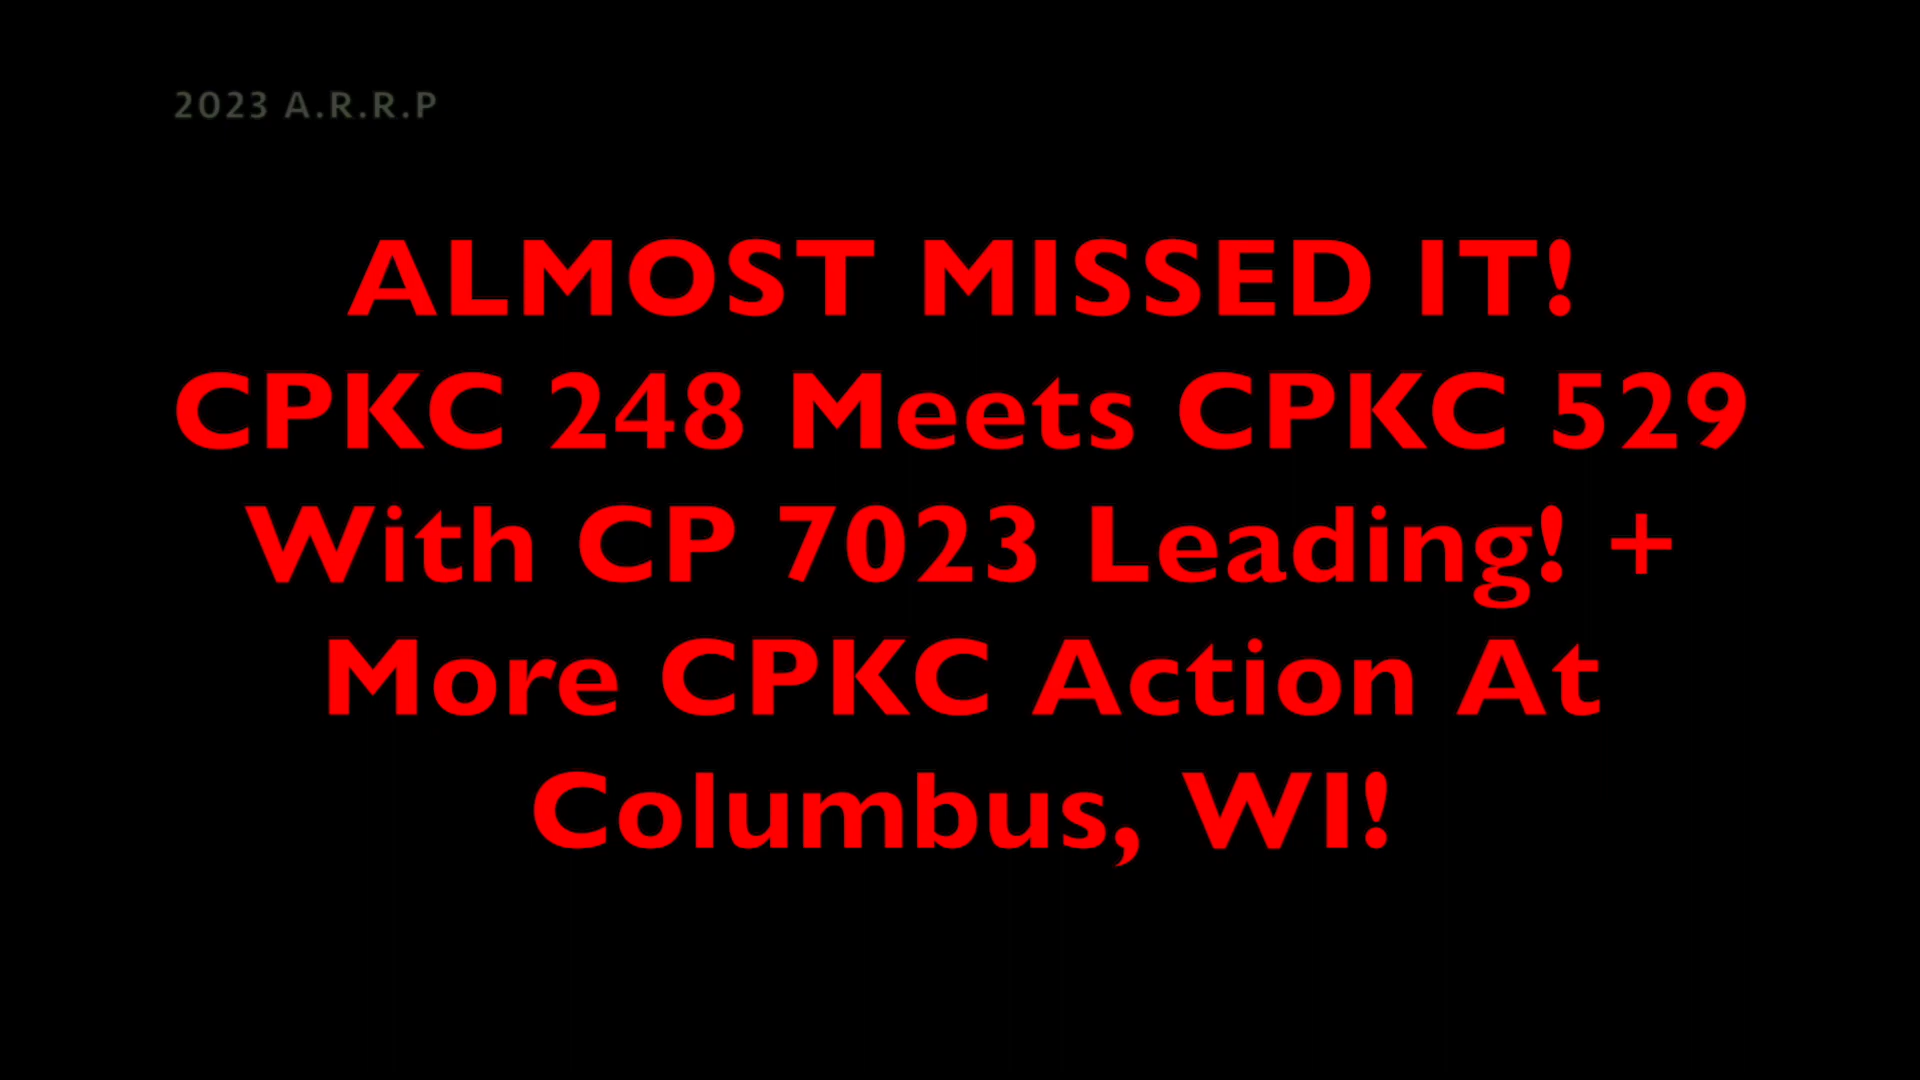 2023 A.R.R.P
ALMOST MISSED IT!
CPKC 248 Meets CPKC 529
With CP 7023 Leading! +
More CPKC Action At
Columbus, WI!